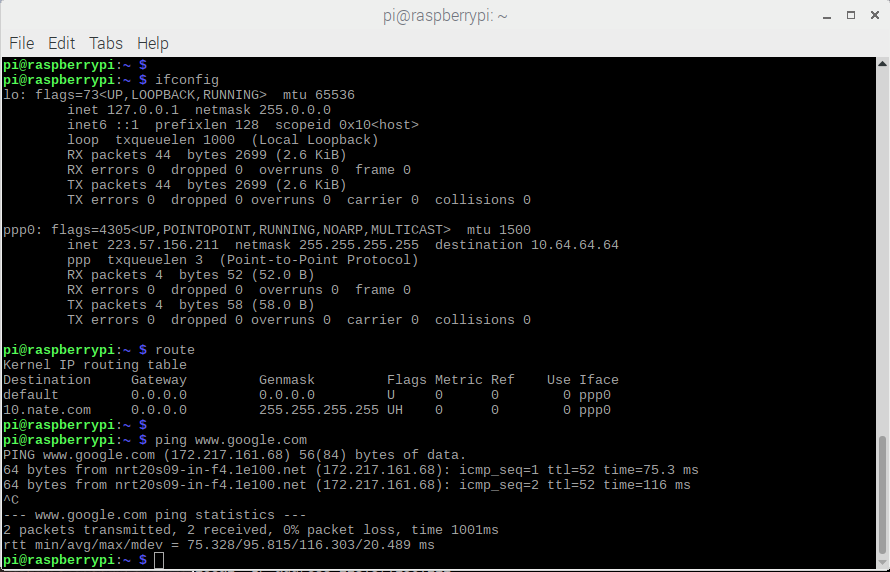 pi@raspberrypi: ~
File Edit Tabs Help
pi@raspberrypi:~ $
pi@raspberrypi:~ $ ifconfig
lo: flags=73<UP,LOOPBACK,RUNNING>  mtu 65536
        inet 127.0.0.1  netmask 255.0.0.0
        inet6 ::1  prefixlen 128  scopeid 0x10<host>
        loop  txqueuelen 1000  (Local Loopback)
        RX packets 44  bytes 2699 (2.6 KiB)
        RX errors 0  dropped 0  overruns 0  frame 0
        TX packets 44  bytes 2699 (2.6 KiB)
        TX errors 0  dropped 0 overruns 0  carrier 0  collisions 0
ppp0: flags=4305<UP,POINTOPOINT,RUNNING,NOARP,MULTICAST>  mtu 1500
        inet 223.57.156.211  netmask 255.255.255.255  destination 10.64.64.64
        ppp  txqueuelen 3  (Point-to-Point Protocol)
        RX packets 4  bytes 52 (52.0 B)
        RX errors 0  dropped 0  overruns 0  frame 0
        TX packets 4  bytes 58 (58.0 B)
        TX errors 0  dropped 0 overruns 0  carrier 0  collisions 0
pi@raspberrypi:~ $ route
Kernel IP routing table
Destination     Gateway         Genmask         Flags Metric Ref    Use Iface
default         0.0.0.0         0.0.0.0         U     0      0        0 ppp0
10.nate.com     0.0.0.0         255.255.255.255 UH    0      0        0 ppp0
pi@raspberrypi:~ $
pi@raspberrypi:~ $ ping www.google.com
PING www.google.com (172.217.161.68) 56(84) bytes of data.
64 bytes from nrt20s09-in-f4.1e100.net (172.217.161.68): icmp_seq=1 ttl=52 time=75.3 ms
64 bytes from nrt20s09-in-f4.1e100.net (172.217.161.68): icmp_seq=2 ttl=52 time=116 ms
^C
--- www.google.com ping statistics ---
2 packets transmitted, 2 received, 0% packet loss, time 1001ms
rtt min/avg/max/mdev = 75.328/95.815/116.303/20.489 ms
pi@raspberrypi:~ $